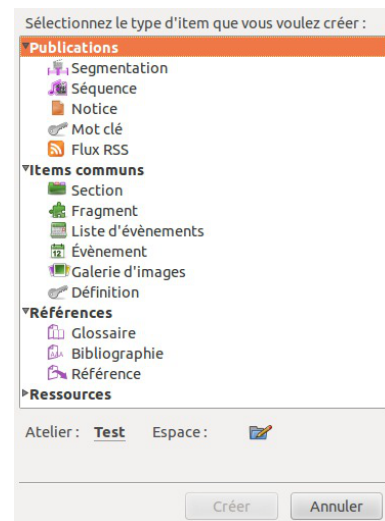 Sélectionnez le type d'item que vous voulez créer :
Publications
Segmentation
Séquence
Notice
Mot clé
Flux RSS
Items communs
Section
Fragment
Liste d'évènements
Évènement
Galerie d'images
Définition
Références
Glossaire
Bibliographie
Référence
Ressources
Atelier : Test Espace :
Créer Annuler